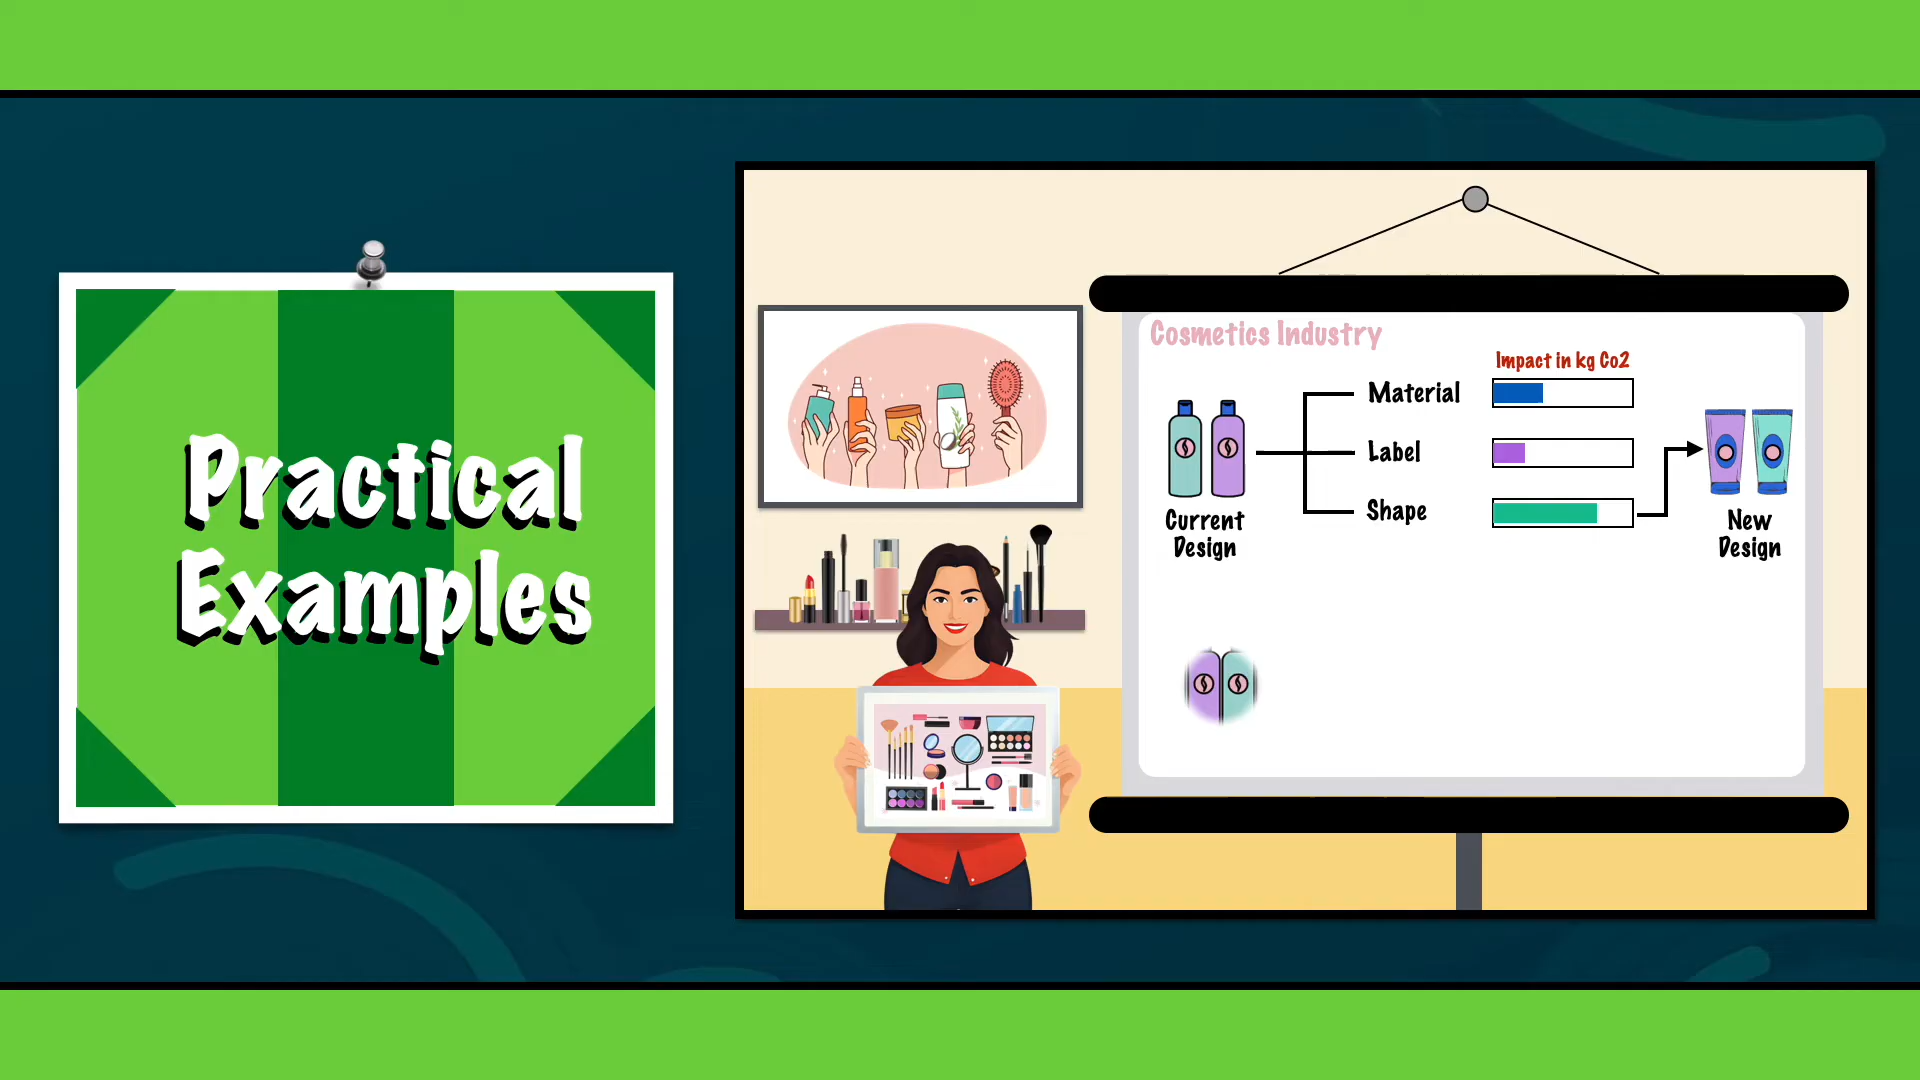 Practical
Examples
Cosmetics Industry
Impact in kg Co2
Material
Label
Shape
Current
Design
New
Design